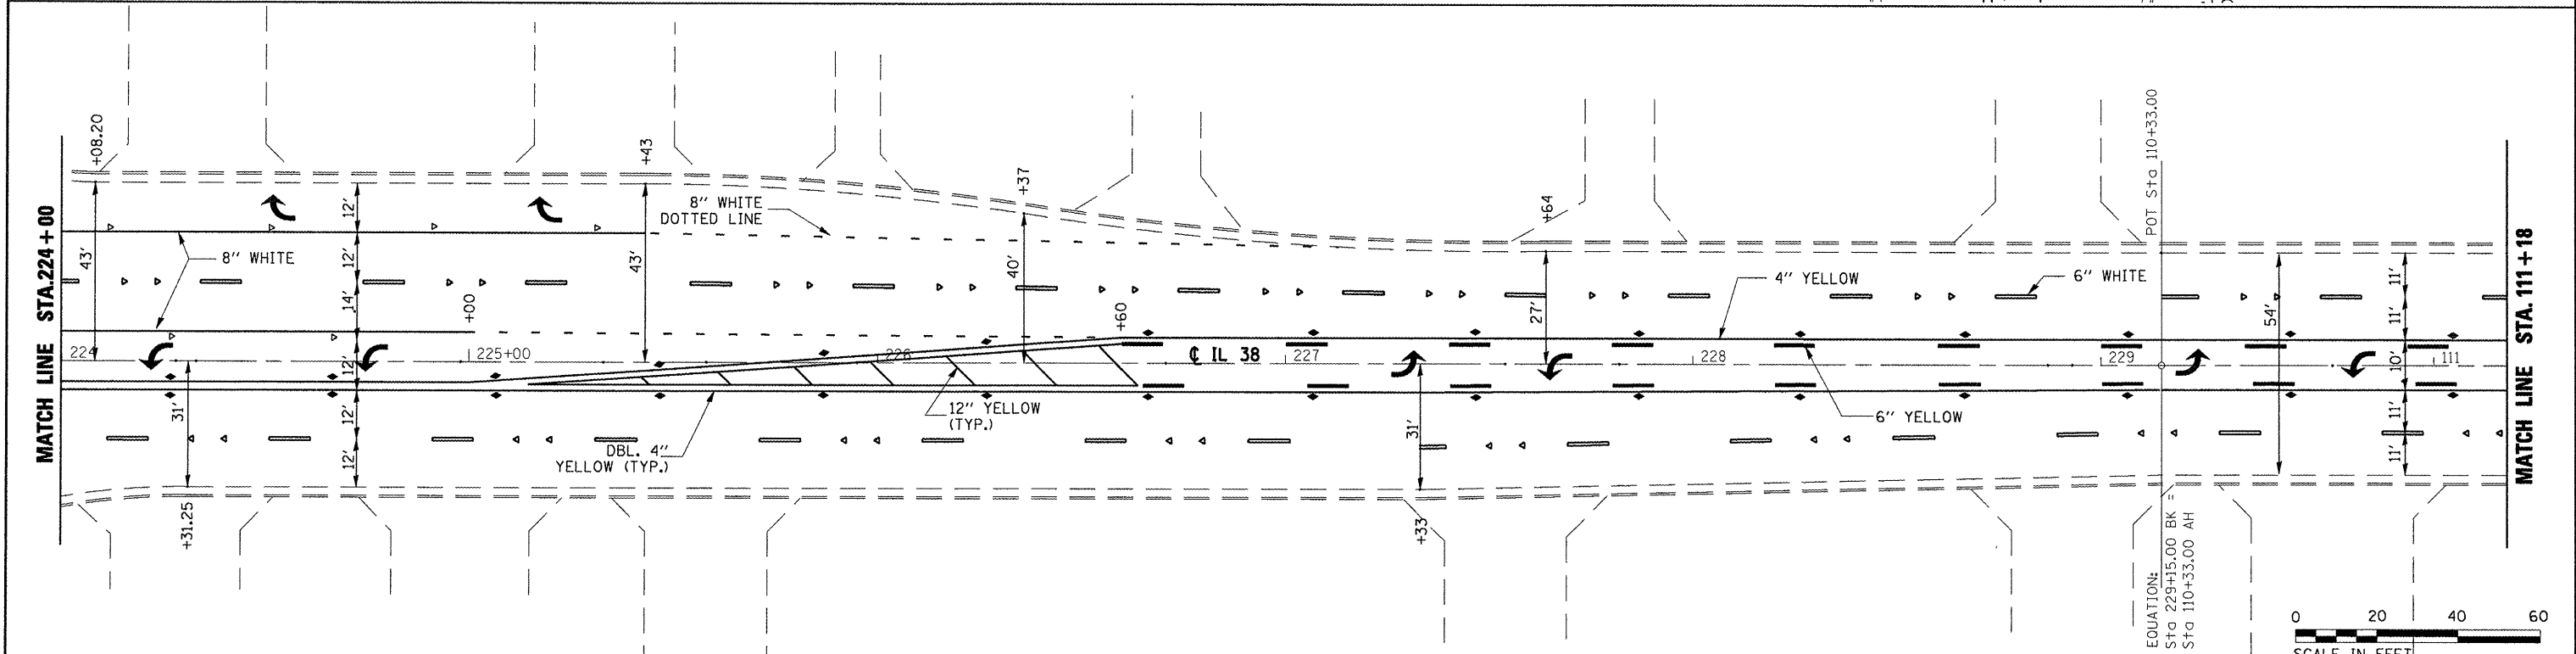 MATCH LINE STA.224+00
+08.20
43'
12'
12'
14'
12'
12'
12'
8" WHITE
+00
224
225+00
31'
+31.25
+43
43'
8" WHITE
DOTTED LINE
+37
40'
226
+60
DBL. 4"
YELLOW (TYP.)
12" YELLOW
(TYP.)
℄ IL 38
227
+64
27'
31'
+33
4" YELLOW
228
6" YELLOW
6" WHITE
229
POT Sta 110+33.00
EQUATION:
Sta 229+15.00 BK =
Sta 110+33.00 AH
54'
11'
11'
10'
11'
11'
111
MATCH LINE STA. 111+18
0 20 40 60
SCALE IN FEET